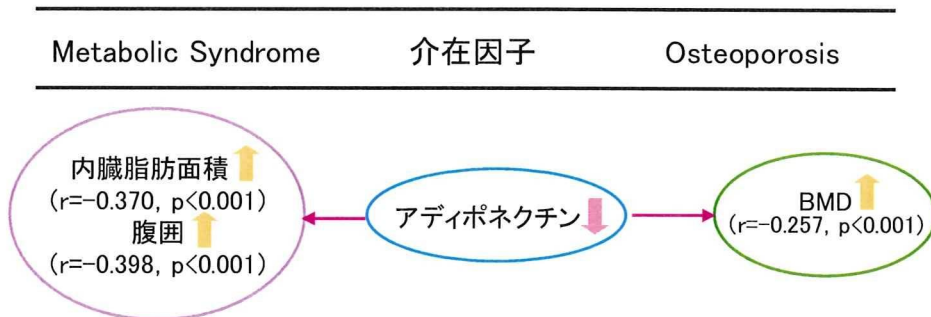 Metabolic Syndrome 介在因子 Osteoporosis
内臓脂肪面積
(r=-0.370, p<0.001)
腹囲
(r=-0.398, p<0.001)
アディポネクチン
BMD
(r=-0.257, p<0.001)